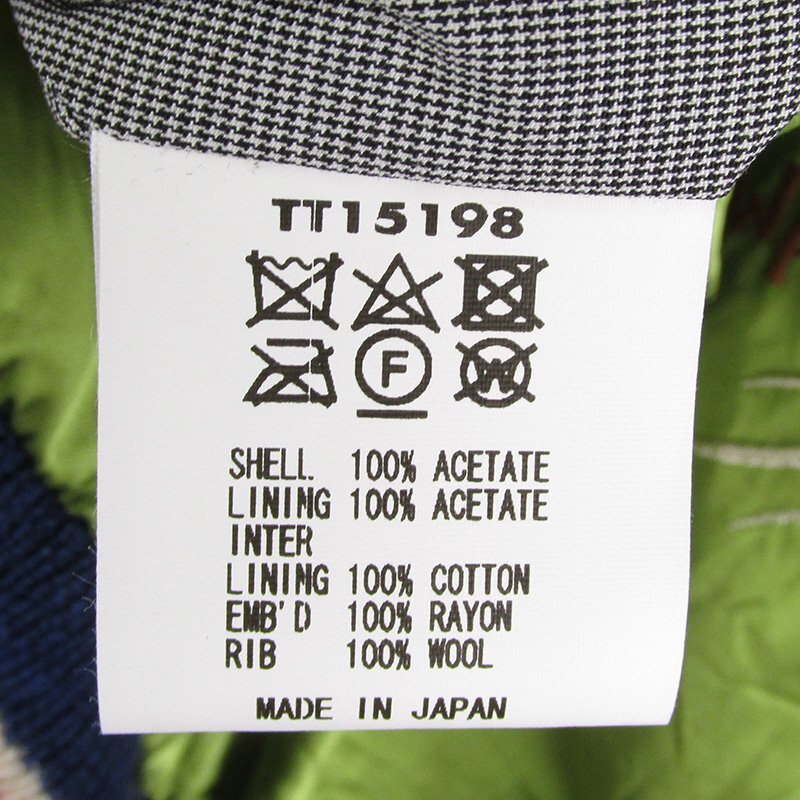 TT15198
F W
SHELL 100% ACETATE
LINING 100% ACETATE
INTER
LINING 100% COTTON
EMB'D 100% RAYON
RIB 100% WOOL
MADE IN JAPAN